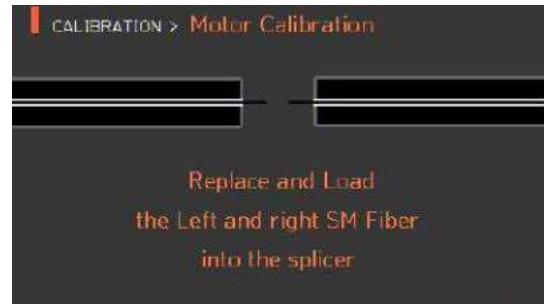 CALIBRATION > Motor Calibration
Replace and Load
the Left and right SM Fiber
into the splicer